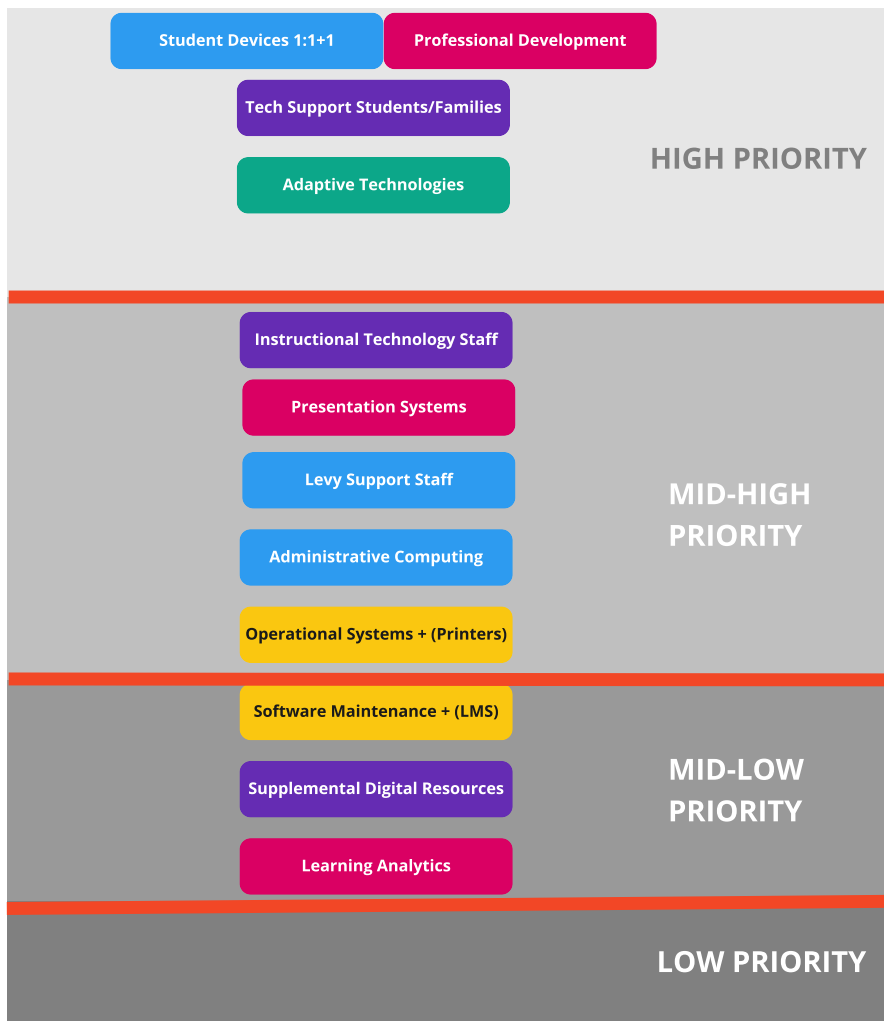 Student Devices 1:1+1
Professional Development
Tech Support Students/Families
HIGH PRIORITY
Adaptive Technologies
Instructional Technology Staff
Presentation Systems
Levy Support Staff
MID-HIGH
PRIORITY
Administrative Computing
Operational Systems + (Printers)
Software Maintenance + (LMS)
MID-LOW
PRIORITY
Supplemental Digital Resources
Learning Analytics
LOW PRIORITY